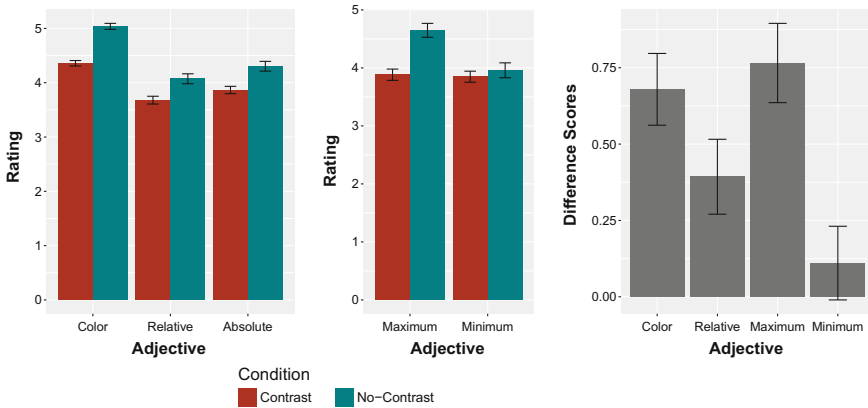 Rating
5
4
3
2
1
0
Color Relative Absolute
Adjective
Rating
5
4
3
2
1
0
Maximum Minimum
Adjective
Difference Scores
0.75
0.50
0.25
0.00
Color Relative Maximum Minimum
Adjective
Condition
Contrast No−Contrast